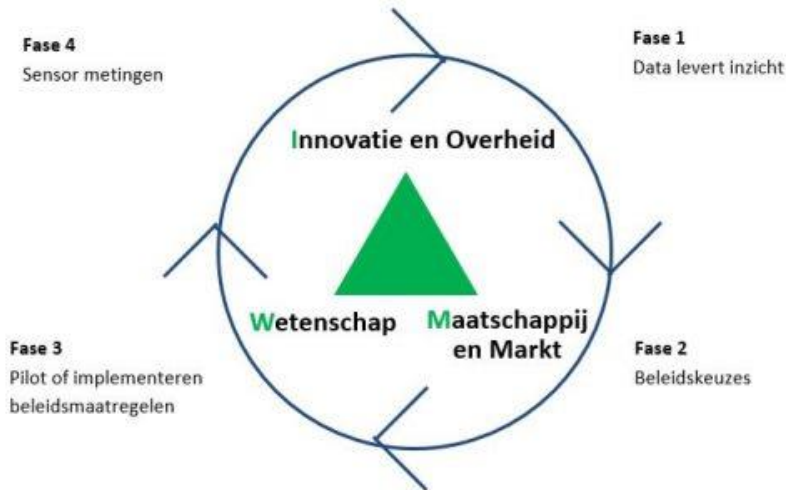 Fase 4
Sensor metingen
Fase 1
Data levert inzicht
Innovatie en Overheid
Wetenschap
Maatschappij
en Markt
Fase 3
Pilot of implementeren
beleidsmaatregelen
Fase 2
Beleidskeuzes